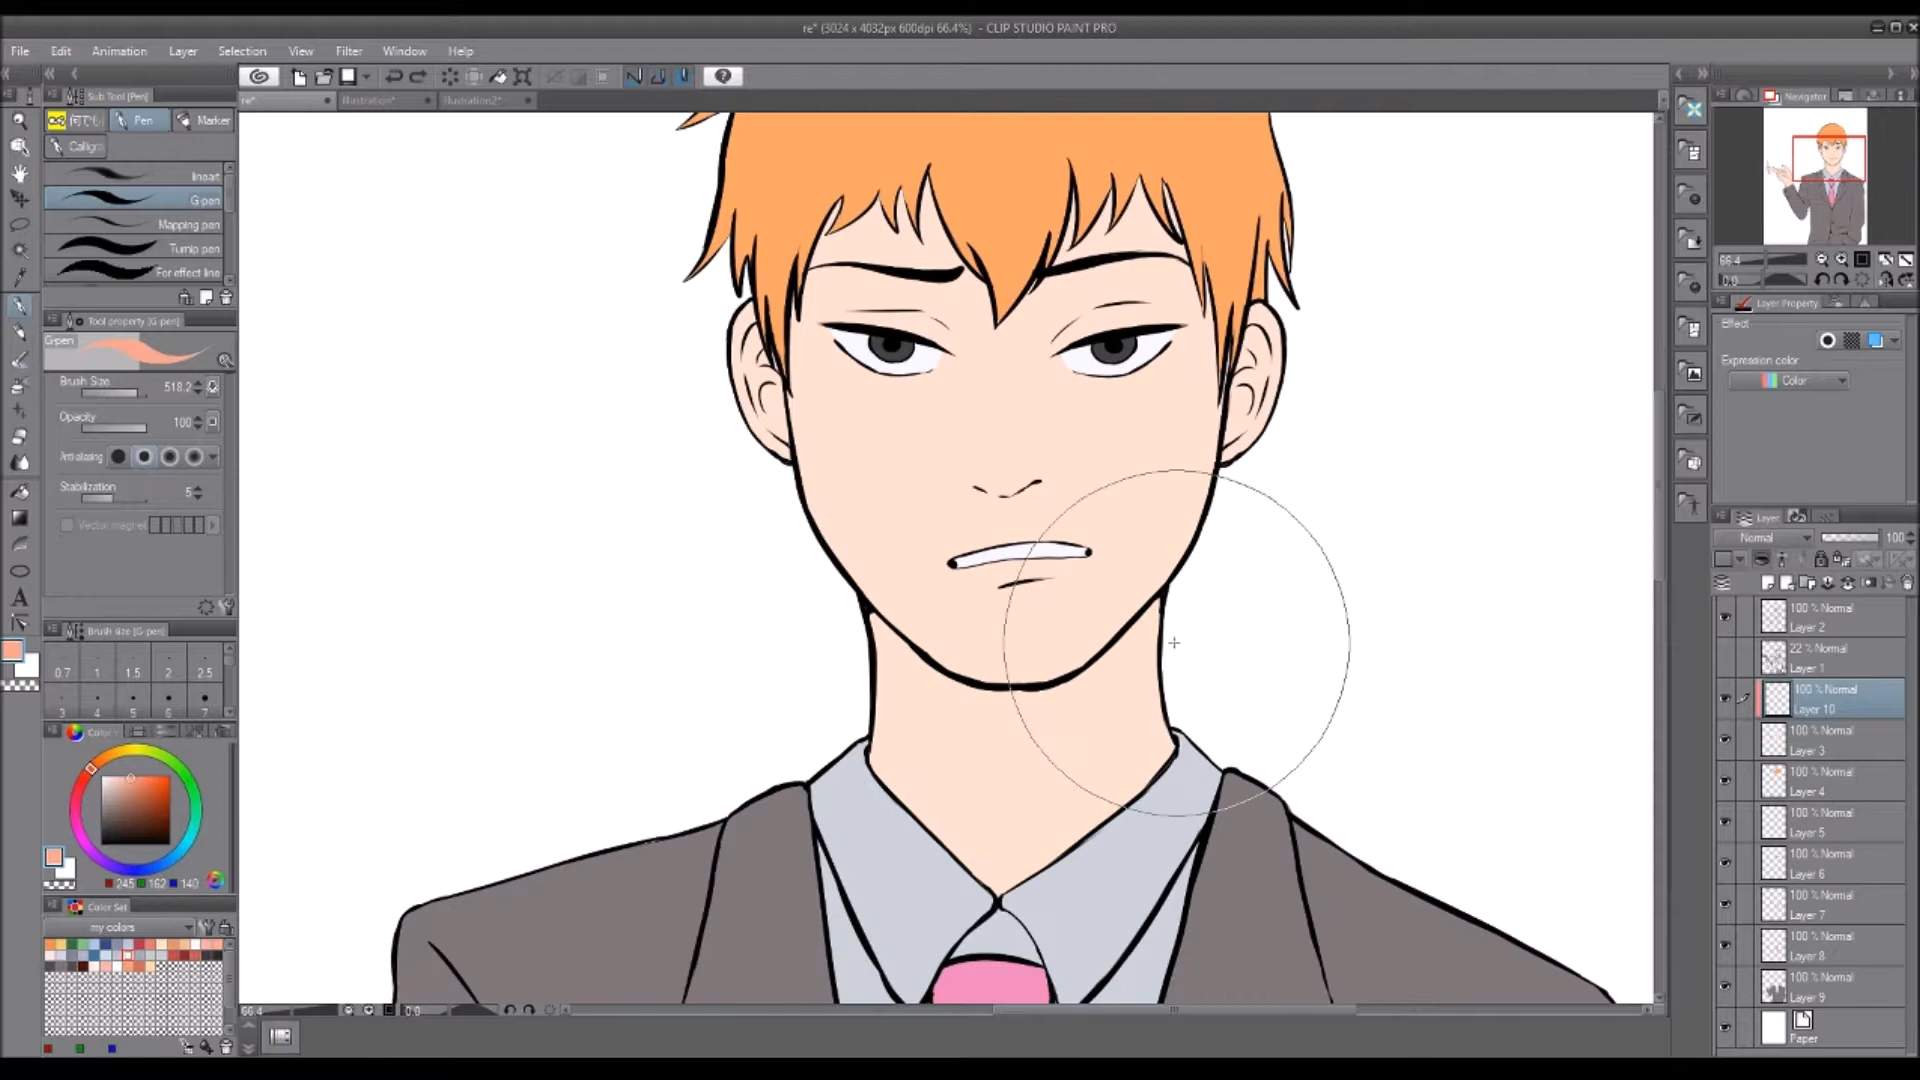 re* (3024 x 4032px 600dpi 66.4%) - CLIP STUDIO PAINT PRO
File Edit Animation Layer Selection View Filter Window Help
Sub Tool [Pen]
re* Illustration* Illustration2*
Navigator
Pen Marker
Calligr
lineart
G-pen
Mapping pen
Turnip pen
For effect line
66.4
0.0
Tool property [G-pen]
Layer Property
G-pen
Effect
Expression color
Color
Brush Size 518.2
Opacity 100
Anti-aliasing
Stabilization 5
Vector magnet
Layer
Normal 100
Brush size [G-pen]
0.7 1 1.5 2 2.5
3 4 5 6 7
100 % Normal
Layer 2
22 % Normal
Layer 1
100 % Normal
Layer 10
100 % Normal
Layer 3
100 % Normal
Layer 4
100 % Normal
Layer 5
100 % Normal
Layer 6
100 % Normal
Layer 7
100 % Normal
Layer 8
100 % Normal
Layer 9
Paper
Color
245 162 140
Color Set
my colors
66.4 0.0